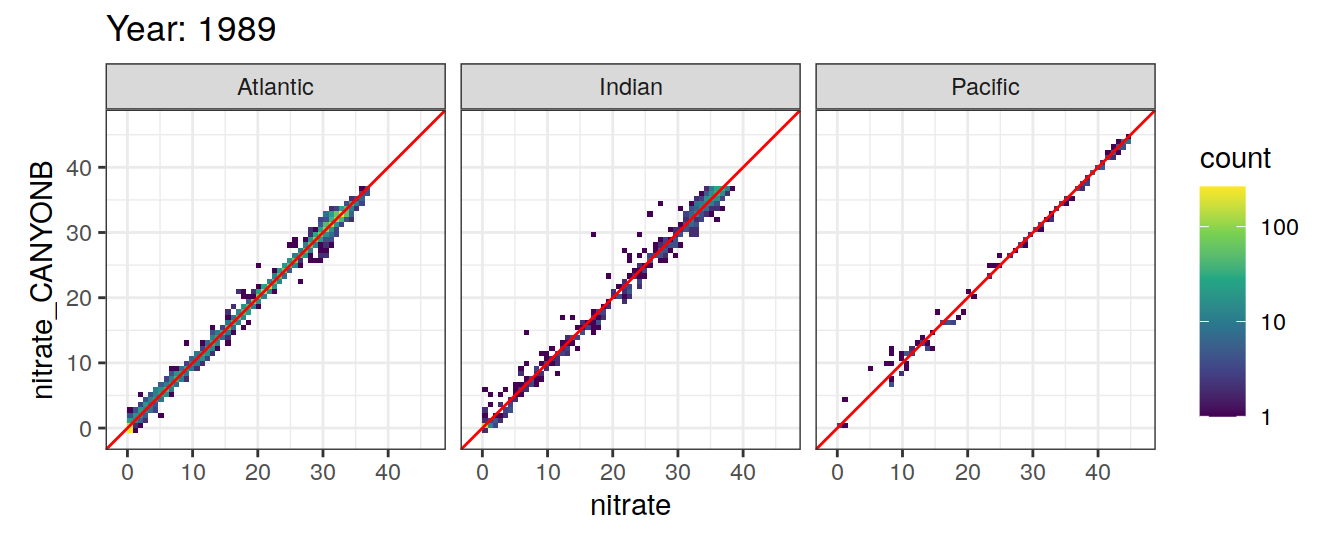 Year: 1989
Atlantic
Indian
Pacific
nitrate_CANYONB
40
30
20
10
0
0 10 20 30 40
0 10 20 30 40
0 10 20 30 40
nitrate
count
100
10
1